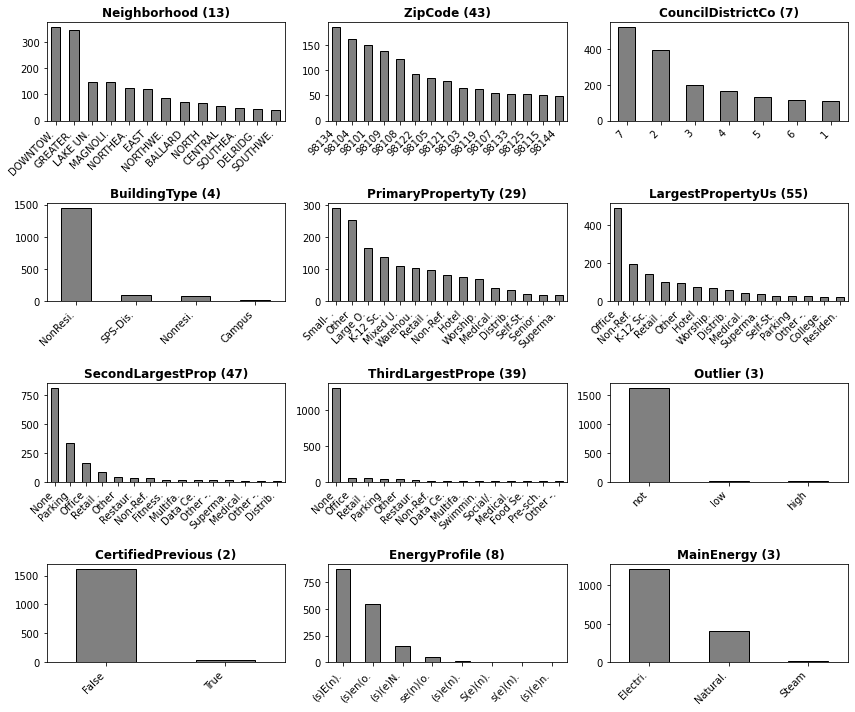 Neighborhood (13)
300
200
100
0
DOWNTOW.
GREATER.
LAKE UN.
MAGNOLI.
NORTHEA.
EAST
NORTHWE.
BALLARD
NORTH
CENTRAL
SOUTHEA.
DELRIDG.
SOUTHWE.
ZipCode (43)
150
100
50
0
98134
98104
98101
98109
98108
98122
98105
98121
98103
98119
98107
98133
98125
98115
98144
CouncilDistrictCo (7)
400
200
0
7
2
3
4
5
6
1
BuildingType (4)
1500
1000
500
0
NonResi.
SPS-Dis.
Nonresi.
Campus
PrimaryPropertyTy (29)
300
200
100
0
Small- .
Other
Large O.
K-12 Sc.
Mixed U.
Warehou.
Retail .
Non-Ref.
Hotel
Worship.
Medical.
Distrib.
Self-St.
Senior .
Superma.
LargestPropertyUs (55)
400
200
0
Office
Non-Ref.
K-12 Sc.
Retail .
Other
Hotel
Worship.
Distrib.
Medical.
Superma.
Self-St.
Parking
Other -.
College.
Residen.
SecondLargestProp (47)
750
500
250
0
None
Parking
Office
Retail .
Other
Restaur.
Non-Ref.
Fitness.
Multifa.
Data Ce.
Other -.
Superma.
Medical.
Other -.
Distrib.
ThirdLargestPrope (39)
1000
500
0
None
Office
Retail .
Parking
Other
Restaur.
Non-Ref.
Data Ce.
Multifa.
Swimmin.
Social/.
Medical.
Food Se.
Pre-sch.
Other -.
Outlier (3)
1500
1000
500
0
not
low
high
CertifiedPrevious (2)
1500
1000
500
0
False
True
EnergyProfile (8)
750
500
250
0
(s)E(n).
(s)en(o.
(s)(e)N.
se(n)(o.
(s)e(n).
S(e)(n).
s(e)(n).
(s)(e)n.
MainEnergy (3)
1000
500
0
Electri.
Natural.
Steam